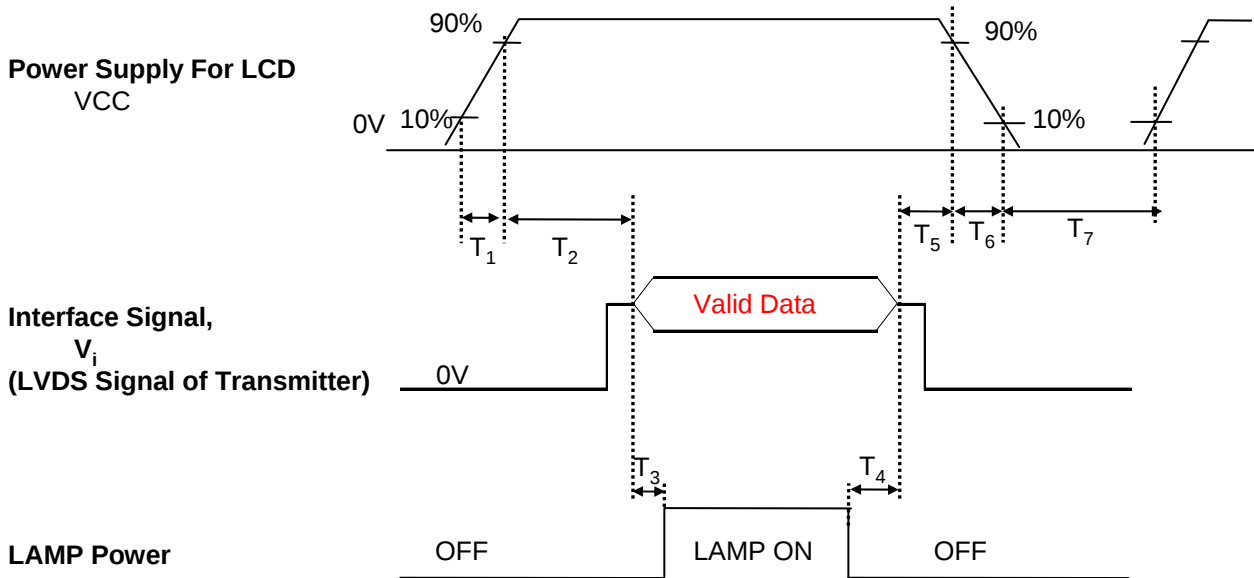 90%
90%
Power Supply For LCD
VCC
0V 10%
10%
T1
T2
T5
T6
T7
Valid Data
Interface Signal,
Vi
(LVDS Signal of Transmitter)
0V
T3
T4
LAMP Power
OFF
LAMP ON
OFF